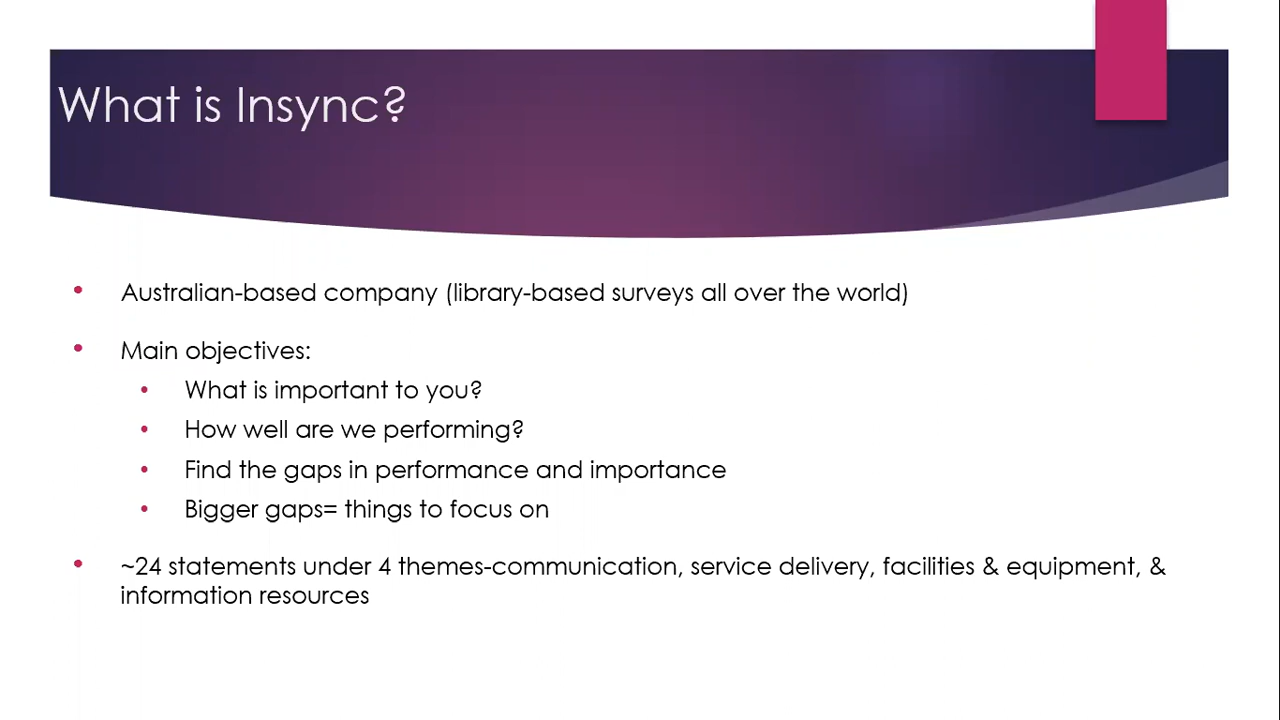 What is Insync?
• Australian-based company (library-based surveys all over the world)
• Main objectives:
• What is important to you?
• How well are we performing?
• Find the gaps in performance and importance
• Bigger gaps= things to focus on
• ~24 statements under 4 themes-communication, service delivery, facilities & equipment, &
information resources